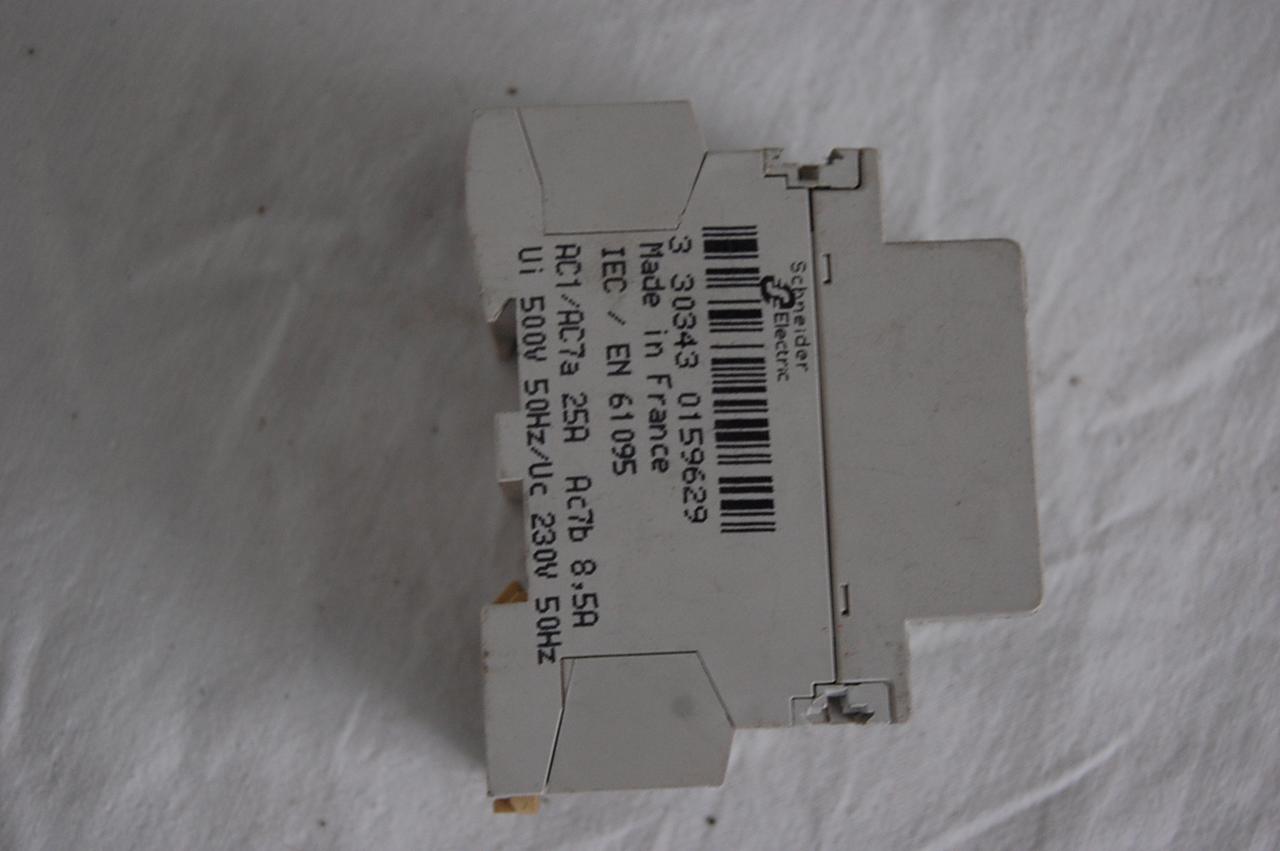 Schneider
Electric
3 30343 0159629
Made in France
IEC / EN 61095
AC1/AC7a 25A Ac7b 8,5A
Ui 500V 50Hz/Uc 230V 50Hz